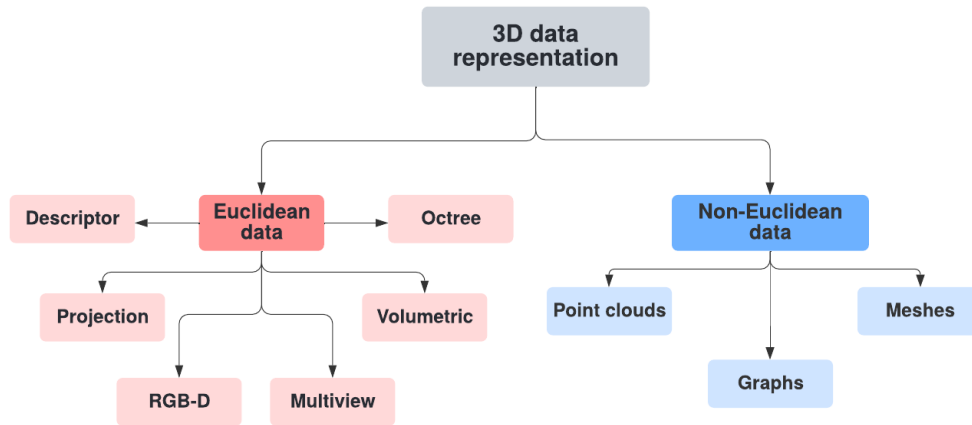 3D data
representation
Euclidean
data
Non-Euclidean
data
Descriptor
Octree
Projection
Volumetric
RGB-D
Multiview
Point clouds
Meshes
Graphs